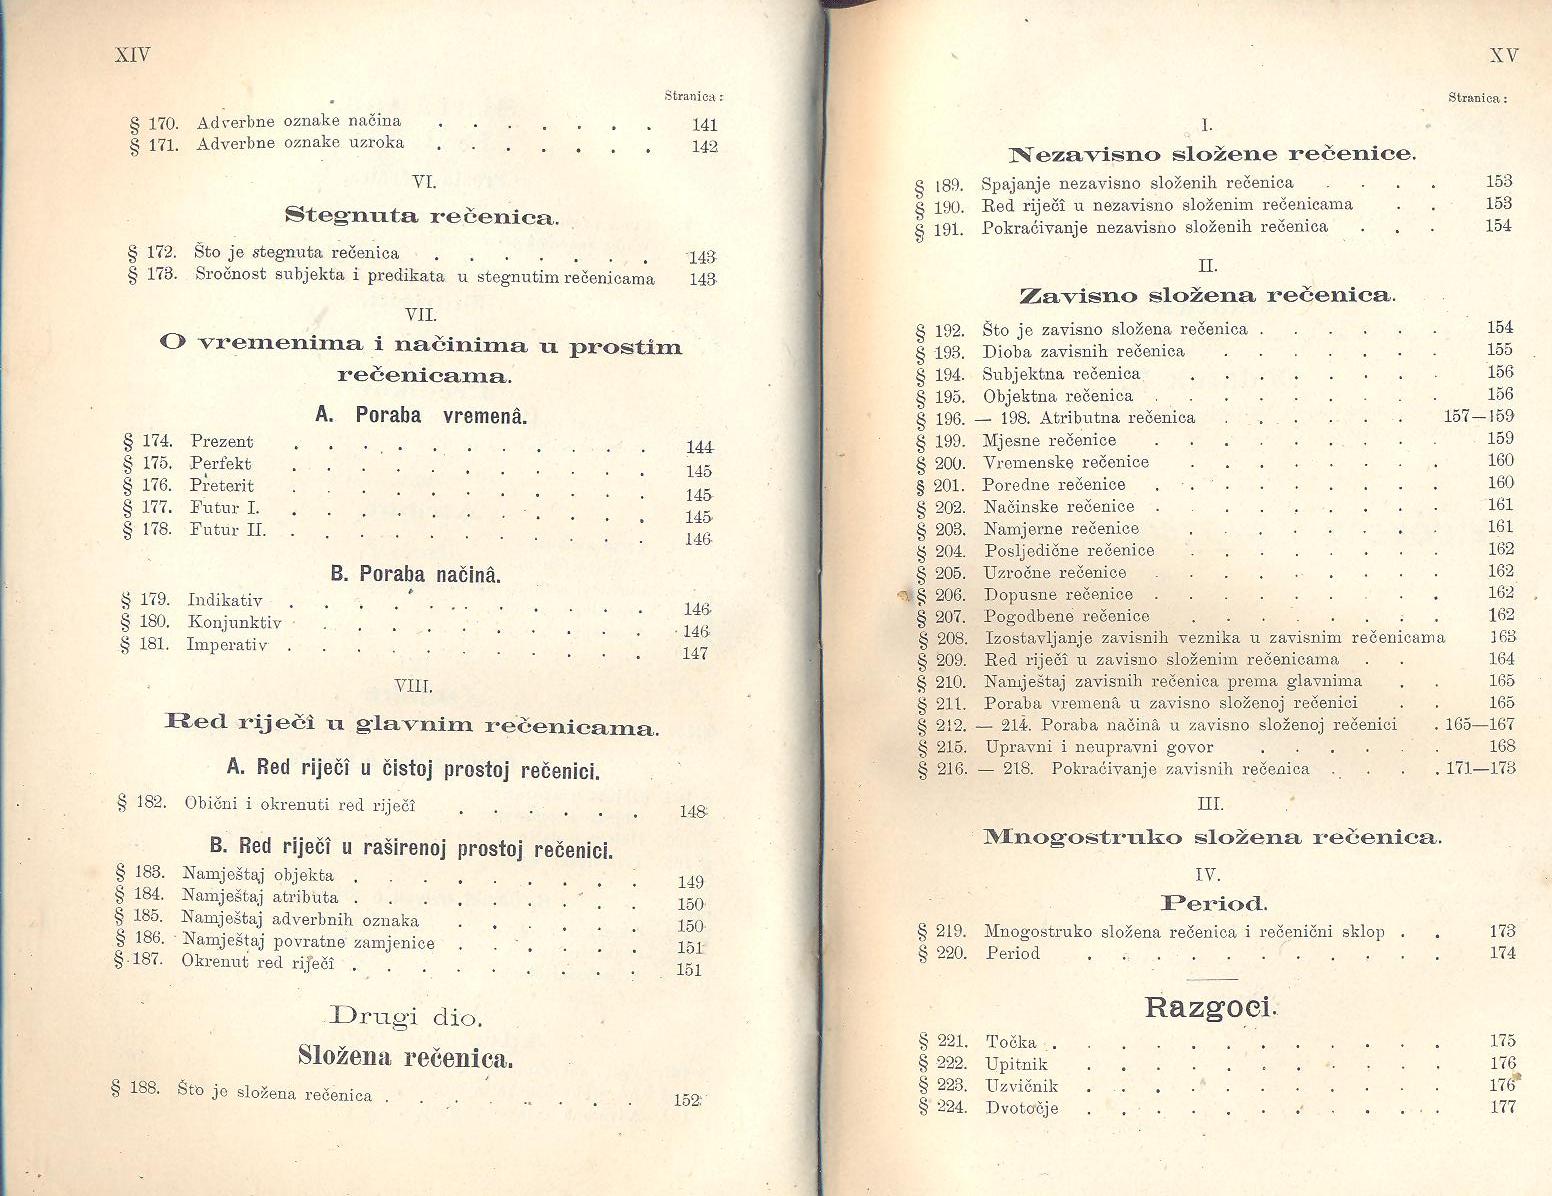 XIV
Stranica:
§ 170. Adverbne oznake načina . . . . . . . 141
§ 171. Adverbne oznake uzroka . . . . . . . 142
VI.
Stegnuta rečenica.
§ 172. Što je stegnuta rečenica . . . . . . . 143
§ 173. Sročnost subjekta i predikata u stegnutim rečenicama 143
VII.
O vremenima i načinima u prostim
rečenicama.
A. Poraba vremenâ.
§ 174. Prezent . . . . . . . . . . . 144
§ 175. Perfekt . . . . . . . . . . . 145
§ 176. Preterit . . . . . . . . . . . 145
§ 177. Futur I. . . . . . . . . . . . 145
§ 178. Futur II. . . . . . . . . . . . 146
B. Poraba načinâ.
§ 179. Indikativ . . . . . . . . . . . 146
§ 180. Konjunktiv . . . . . . . . . . 146
§ 181. Imperativ . . . . . . . . . . . 147
VIII.
Red riječî u glavnim rečenicama.
A. Red riječî u čistoj prostoj rečenici.
§ 182. Obični i okrenuti red riječî . . . . . . 148
B. Red riječî u raširenoj prostoj rečenici.
§ 183. Namještaj objekta . . . . . . . . . 149
§ 184. Namještaj atributa . . . . . . . . . 150
§ 185. Namještaj adverbnih oznaka . . . . . . 150
§ 186. Namještaj povratne zamjenice . . . . . . 151
§ 187. Okrenut red riječî . . . . . . . . . 151
Drugi dio.
Složena rečenica.
§ 188. Što je složena rečenica . . . . . . . . 152
XV
Stranica:
I.
Nezavisno složene rečenice.
§ 189. Spajanje nezavisno složenih rečenica . . . . 153
§ 190. Red riječî u nezavisno složenim rečenicama . . 153
§ 191. Pokraćivanje nezavisno složenih rečenica . . . 154
II.
Zavisno složena rečenica.
§ 192. Što je zavisno složena rečenica . . . . . . 154
§ 193. Dioba zavisnih rečenica . . . . . . . 155
§ 194. Subjektna rečenica . . . . . . . . 156
§ 195. Objektna rečenica . . . . . . . . . 156
§ 196. — 198. Atributna rečenica . . . . . . 157—159
§ 199. Mjesne rečenice . . . . . . . . . 159
§ 200. Vremenske rečenice . . . . . . . . 160
§ 201. Poredne rečenice . . . . . . . . . 160
§ 202. Načinske rečenice . . . . . . . . . 161
§ 203. Namjerne rečenice . . . . . . . . 161
§ 204. Posljedične rečenice . . . . . . . . 162
§ 205. Uzročne rečenice . . . . . . . . . 162
§ 206. Dopusne rečenice . . . . . . . . . 162
§ 207. Pogodbene rečenice . . . . . . . . 162
§ 208. Izostavljanje zavisnih veznika u zavisnim rečenicama 163
§ 209. Red riječî u zavisno složenim rečenicama . . 164
§ 210. Namještaj zavisnih rečenica prema glavnima . . 165
§ 211. Poraba vremenâ u zavisno složenoj rečenici . . 165
§ 212. — 214. Poraba načinâ u zavisno složenoj rečenici . 165—167
§ 215. Upravni i neupravni govor . . . . . . 168
§ 216. — 218. Pokraćivanje zavisnih rečenica . . . . 171—173
III.
Mnogostruko složena rečenica.
IV.
Period.
§ 219. Mnogostruko složena rečenica i rečenični sklop . . 173
§ 220. Period . . . . . . . . . . . 174
Razgoci.
§ 221. Točka . . . . . . . . . . . . 175
§ 222. Upitnik . . . . . . . . . . . 176
§ 223. Uzvičnik . . . . . . . . . . . 176
§ 224. Dvotočje . . . . . . . . . . . 177